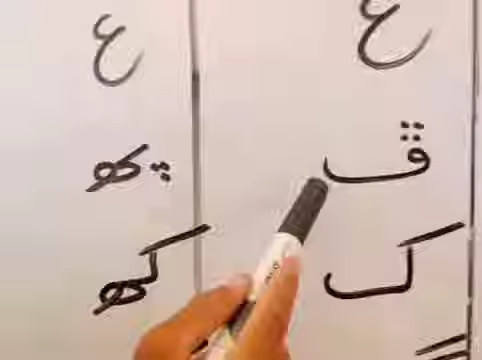 ع ع
ڦ پھ
ک کھ